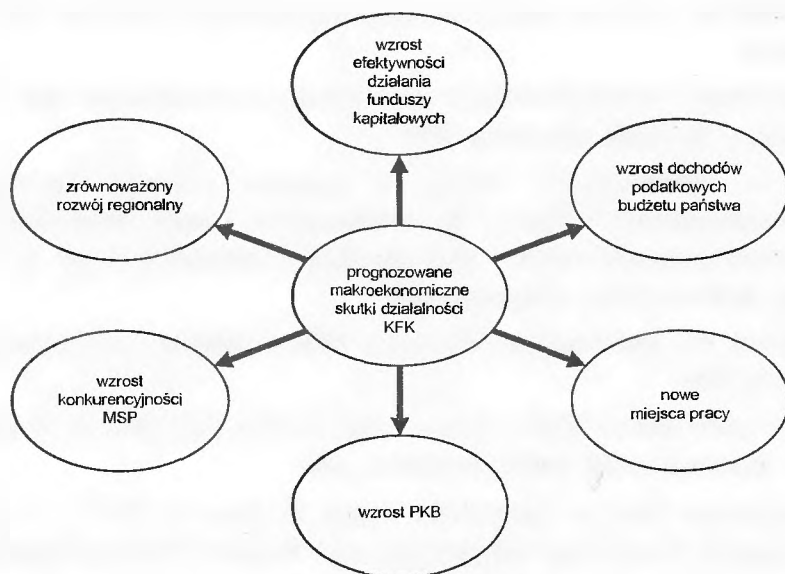 wzrost
efektywności
działania
funduszy
kapitałowych
zrównoważony
rozwój regionalny
wzrost dochodów
podatkowych
budżetu państwa
prognozowane
makroekonomiczne
skutki działalności
KFK
wzrost
konkurencyjności
MSP
nowe
miejsca pracy
wzrost PKB